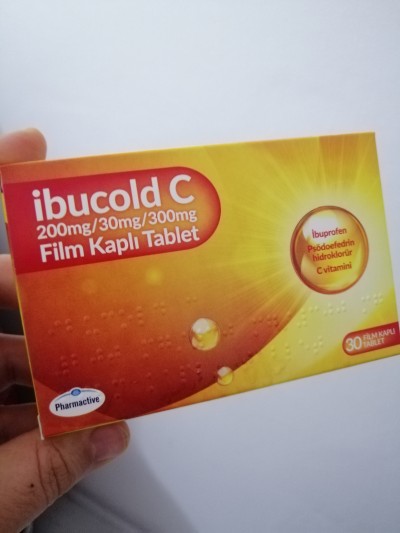 ibucold C
200mg/30mg/300mg
Film Kaplı Tablet
İbuprofen
Psödoefedrin
hidroklorür
C vitamini
30 FİLM KAPLI
TABLET
Pharmactive